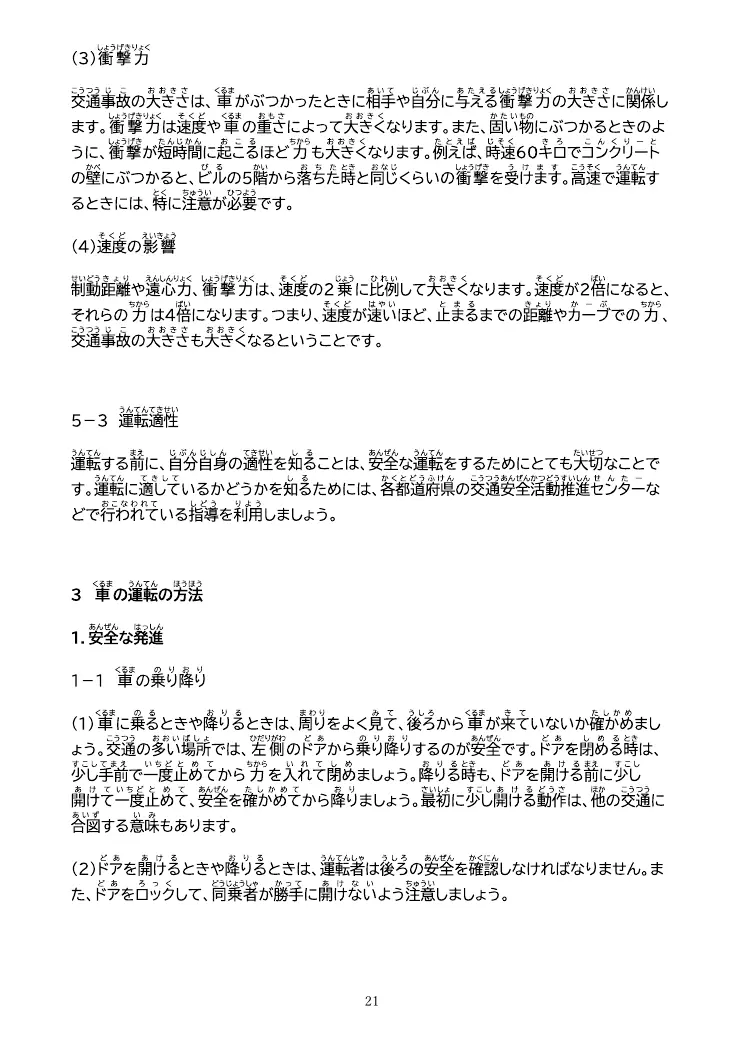 (3)衝撃力
交通事故の大きさは、車がぶつかったときに相手や自分に与える衝撃力の大きさに関係し
ます。衝撃力は速度や車の重さによって大きくなります。また、固い物にぶつかるときのよ
うに、衝撃が短時間に起こるほど力も大きくなります。例えば、時速60キロでコンクリート
の壁にぶつかると、ビルの5階から落ちた時と同じくらいの衝撃を受けます。高速で運転す
るときには、特に注意が必要です。
(4)速度の影響
制動距離や遠心力、衝撃力は、速度の2乗に比例して大きくなります。速度が2倍になると、
それらの力は4倍になります。つまり、速度が速いほど、止まるまでの距離やカーブでの力、
交通事故の大きさも大きくなるということです。
5-3 運転適性
運転する前に、自分自身の適性を知ることは、安全な運転をするためにとても大切なことで
す。運転に適しているかどうかを知るためには、各都道府県の交通安全活動推進センターな
どで行われている指導を利用しましょう。
3 車の運転の方法
1.安全な発進
1-1 車の乗り降り
(1)車に乗るときや降りるときは、周りをよく見て、後ろから車が来ていないか確かめまし
ょう。交通の多い場所では、左側のドアから乗り降りするのが安全です。ドアを閉める時は、
少し手前で一度止めてから力を入れて閉めましょう。降りる時も、ドアを開ける前に少し
開けて一度止めて、安全を確かめてから降りましょう。最初に少し開ける動作は、他の交通に
合図する意味もあります。
(2)ドアを開けるときや降りるときは、運転者は後ろの安全を確認しなければなりません。ま
た、ドアをロックして、同乗者が勝手に開けないよう注意しましょう。
21